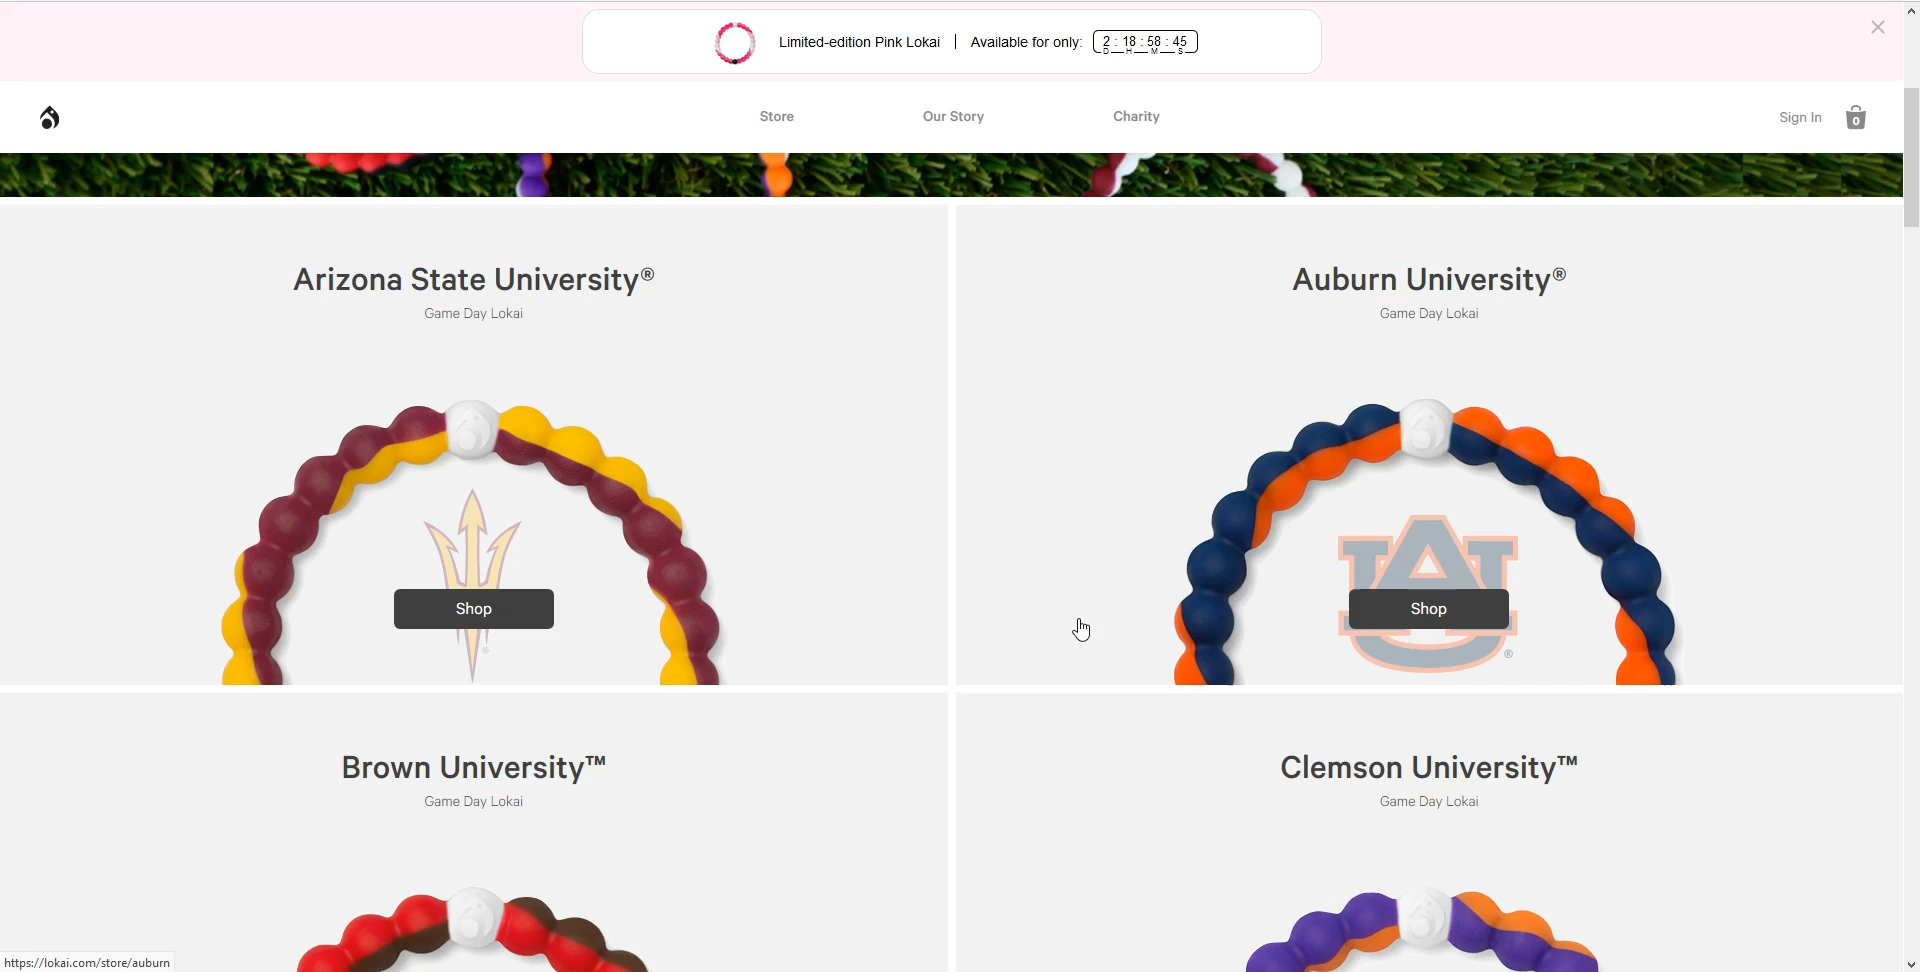 Limited-edition Pink Lokai | Available for only: 2 : 18 : 58 : 45
D H M S
Store
Our Story
Charity
Sign In
0
Arizona State University®
Game Day Lokai
Shop
®
Auburn University®
Game Day Lokai
AU
Shop
®
Brown University™
Game Day Lokai
Clemson University™
Game Day Lokai
https://lokai.com/store/auburn